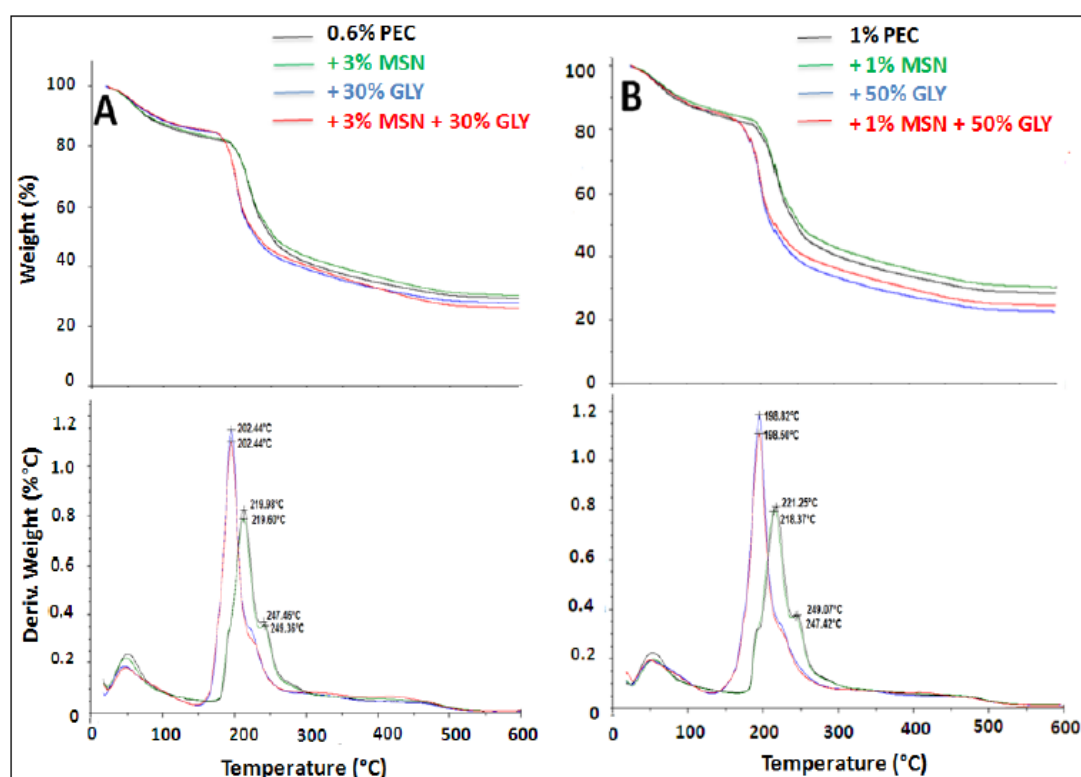 0.6% PEC
+ 3% MSN
+ 30% GLY
+ 3% MSN + 30% GLY
A
100
80
60
40
20
0
Weight (%)
1% PEC
+ 1% MSN
+ 50% GLY
+ 1% MSN + 50% GLY
B
100
80
60
40
20
0
1.2
1.0
0.8
0.6
0.4
0.2
0
Deriv. Weight (%°C)
202.44°C
202.44°C
219.98°C
219.60°C
247.46°C
0 100 200 300 400 500 600
Temperature (°C)
1.2
1.0
0.8
0.6
0.4
0.2
0
198.82°C
198.50°C
221.25°C
218.37°C
249.07°C
247.42°C
0 100 200 300 400 500 600
Temperature (°C)